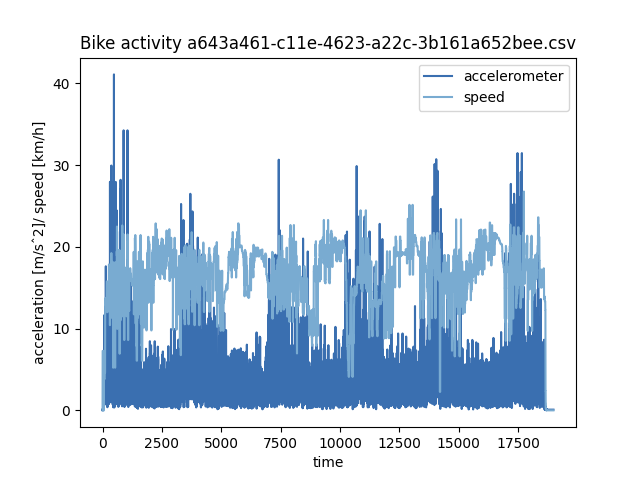 Bike activity a643a461-c11e-4623-a22c-3b161a652bee.csv
accelerometer
speed
acceleration [m/s^2]/ speed [km/h]
40
30
20
10
0
0 2500 5000 7500 10000 12500 15000 17500
time